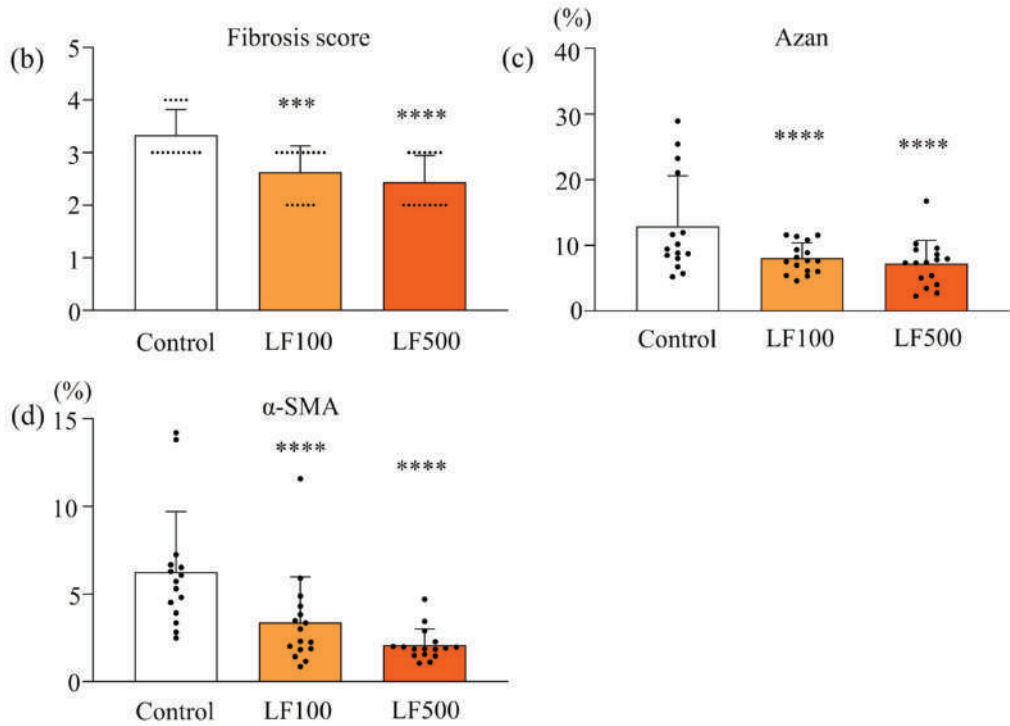 (b)
Fibrosis score
5
4
3
2
1
0
***
****
Control
LF100
LF500
(c)
(%)
Azan
40
30
20
10
0
****
****
Control
LF100
LF500
(d)
(%)
α-SMA
15
10
5
0
****
****
Control
LF100
LF500